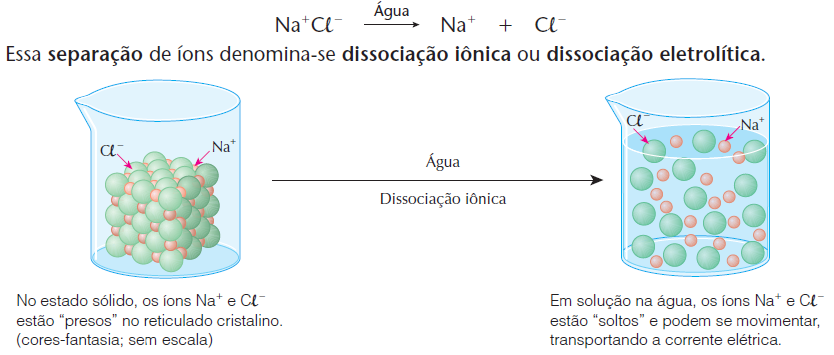 Água
Na⁺Cℓ⁻ → Na⁺ + Cℓ⁻
Essa separação de íons denomina-se dissociação iônica ou dissociação eletrolítica.
Cℓ⁻ Na⁺
Água
Dissociação iônica
Cℓ⁻ Na⁺
No estado sólido, os íons Na⁺ e Cℓ⁻
estão “presos” no reticulado cristalino.
(cores-fantasia; sem escala)
Em solução na água, os íons Na⁺ e Cℓ⁻
estão “soltos” e podem se movimentar,
transportando a corrente elétrica.